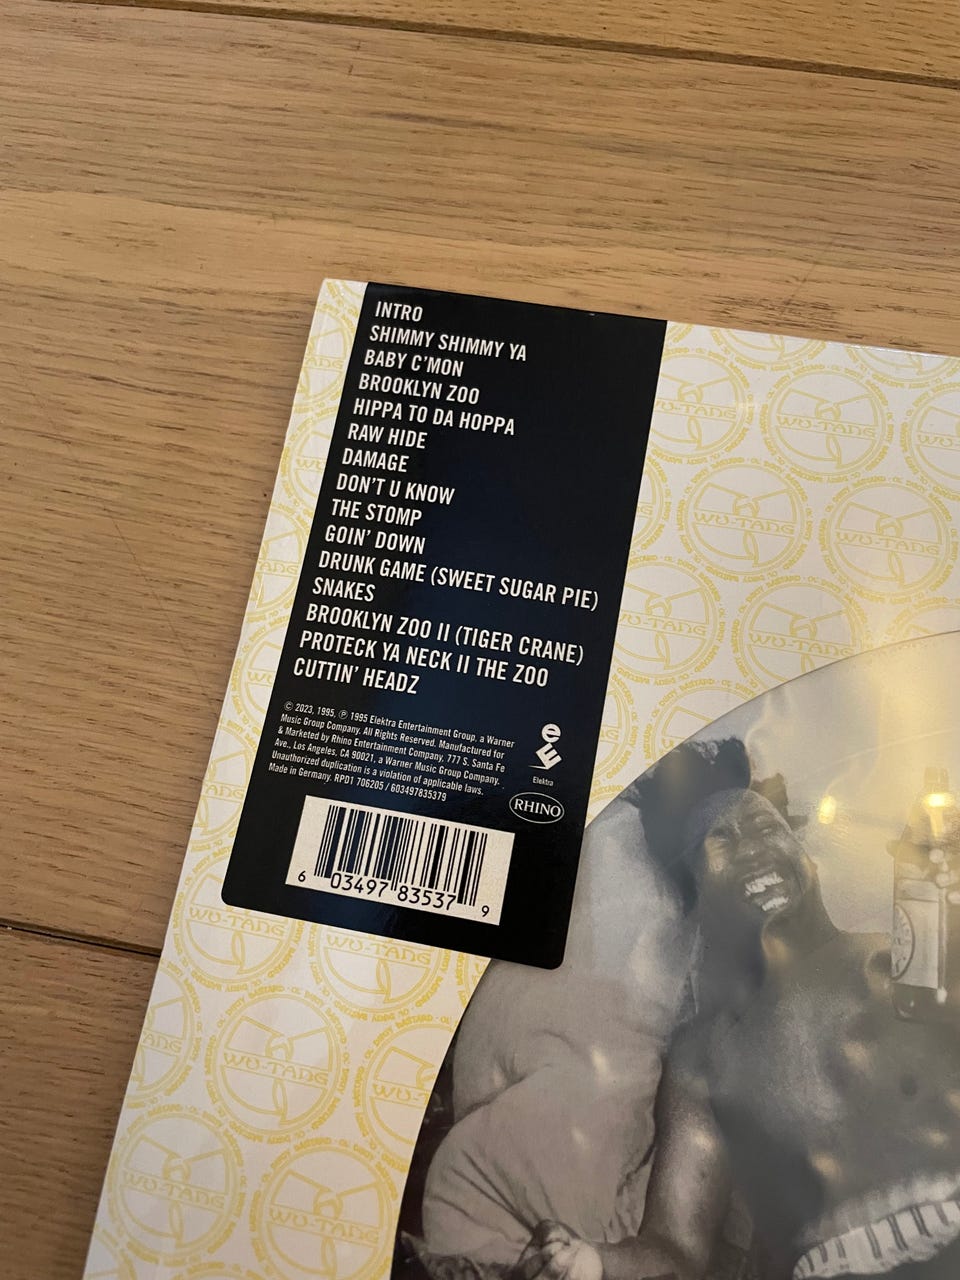 INTRO
SHIMMY SHIMMY YA
BABY C'MON
BROOKLYN ZOO
HIPPA TO DA HOPPA
RAW HIDE
DAMAGE
DON'T U KNOW
THE STOMP
GOIN' DOWN
DRUNK GAME (SWEET SUGAR PIE)
SNAKES
BROOKLYN ZOO II (TIGER CRANE)
PROTECK YA NECK II THE ZOO
CUTTIN' HEADZ
© 2023, 1995, ℗ 1995 Elektra Entertainment Group, a Warner
Music Group Company. All Rights Reserved. Manufactured for
& Marketed by Rhino Entertainment Company, 777 S. Santa Fe
Ave., Los Angeles, CA 90021, a Warner Music Group Company.
Unauthorized duplication is a violation of applicable laws.
Made in Germany. RPD1 706205 / 603497835379
Elektra
RHINO
6 03497 83537 9
WU-TANG
OL DIRTY BASTARD